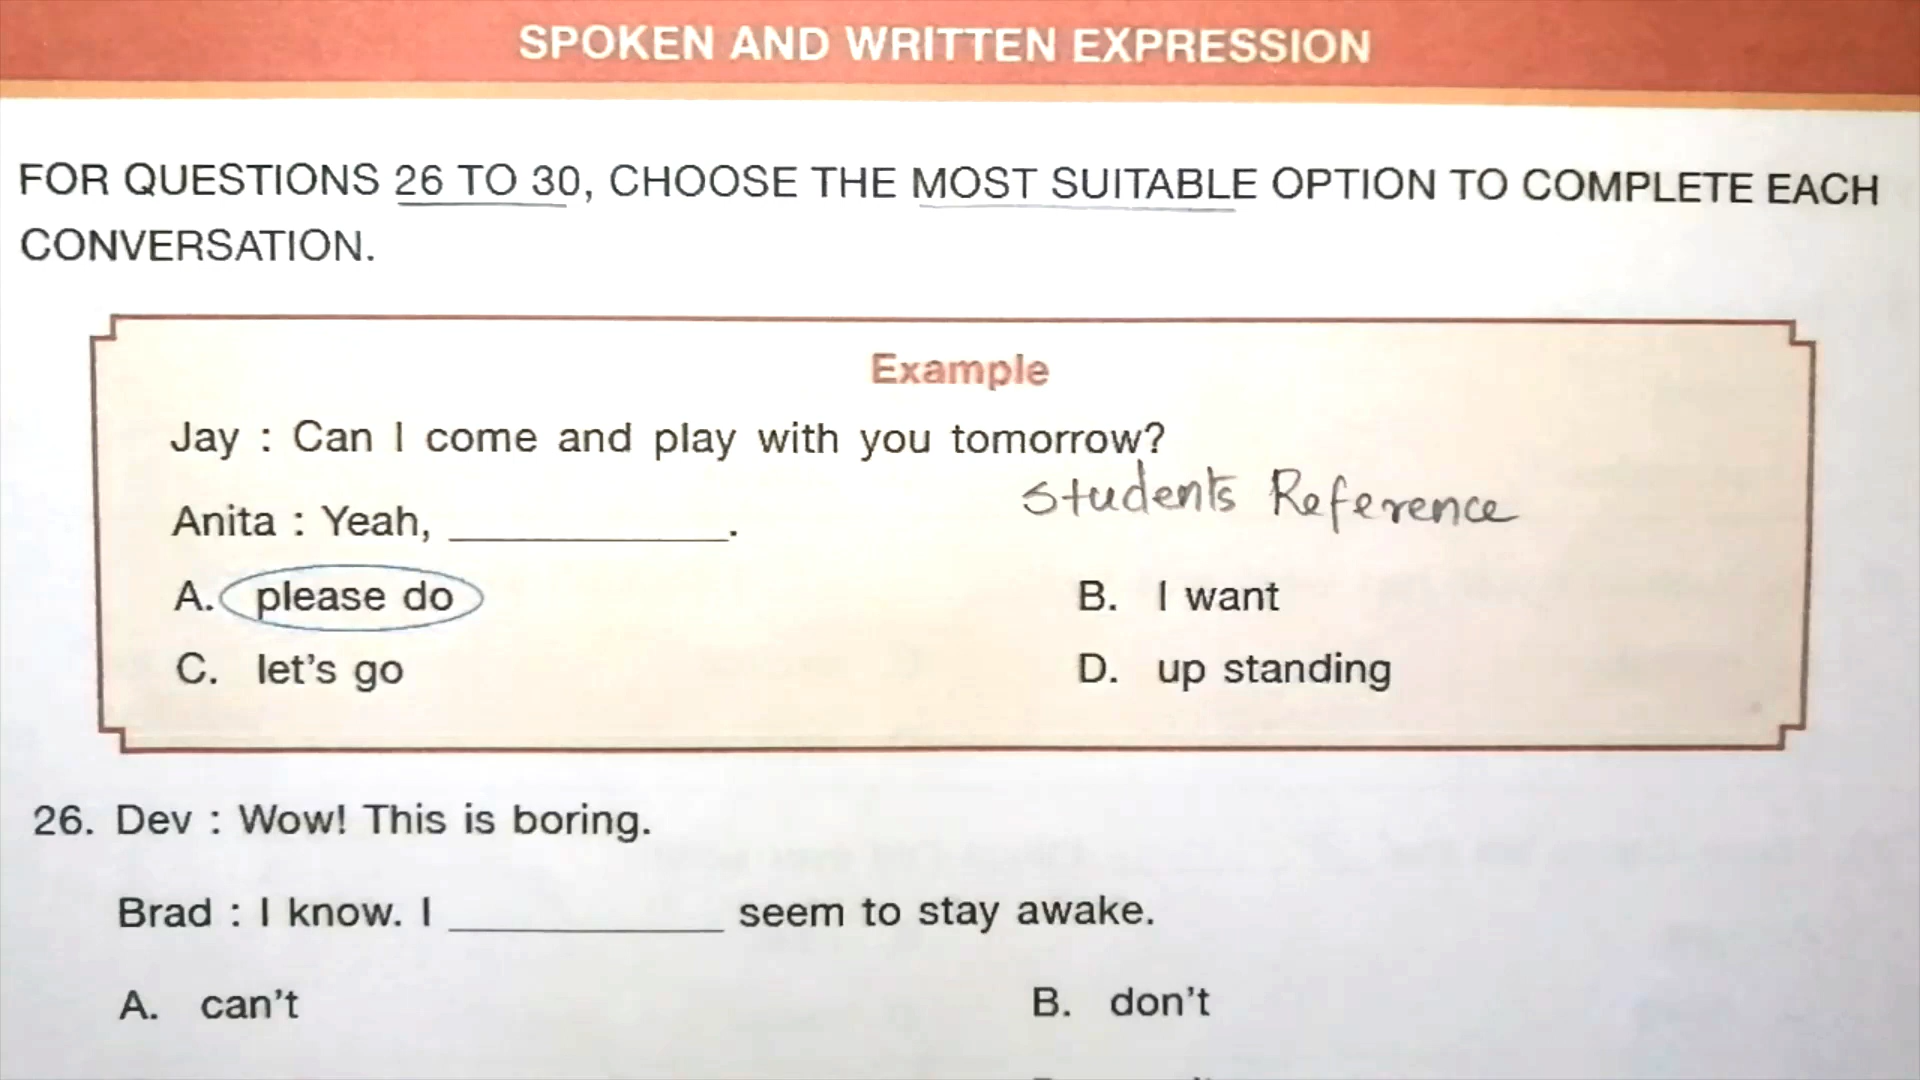 SPOKEN AND WRITTEN EXPRESSION
FOR QUESTIONS 26 TO 30, CHOOSE THE MOST SUITABLE OPTION TO COMPLETE EACH
CONVERSATION.
Example
Jay : Can I come and play with you tomorrow?
Students Reference
Anita : Yeah, ____________.
A. please do
B. I want
C. let's go
D. up standing
26. Dev : Wow! This is boring.
Brad : I know. I ____________ seem to stay awake.
A. can't
B. don't